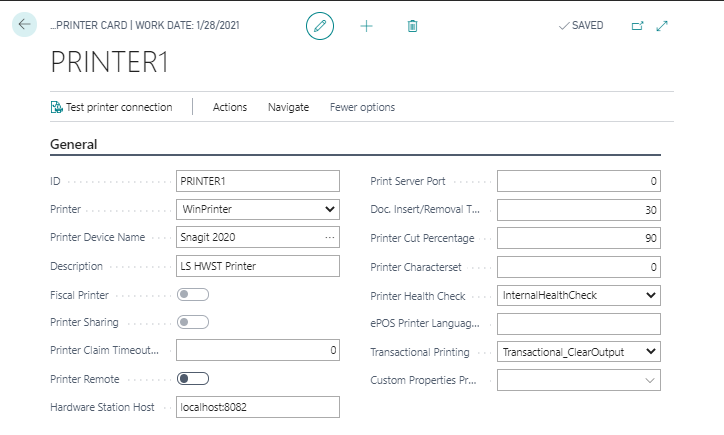 ...PRINTER CARD | WORK DATE: 1/28/2021
SAVED
PRINTER1
Test printer connection
Actions
Navigate
Fewer options
General
ID
PRINTER1
Printer
WinPrinter
Printer Device Name
Snagit 2020
...
Description
LS HWST Printer
Fiscal Printer
Printer Sharing
Printer Claim Timeout...
0
Printer Remote
Hardware Station Host
localhost:8082
Print Server Port
0
Doc. Insert/Removal T...
30
Printer Cut Percentage
90
Printer Characterset
0
Printer Health Check
InternalHealthCheck
ePOS Printer Languag...
Transactional Printing
Transactional_ClearOutput
Custom Properties Pr...